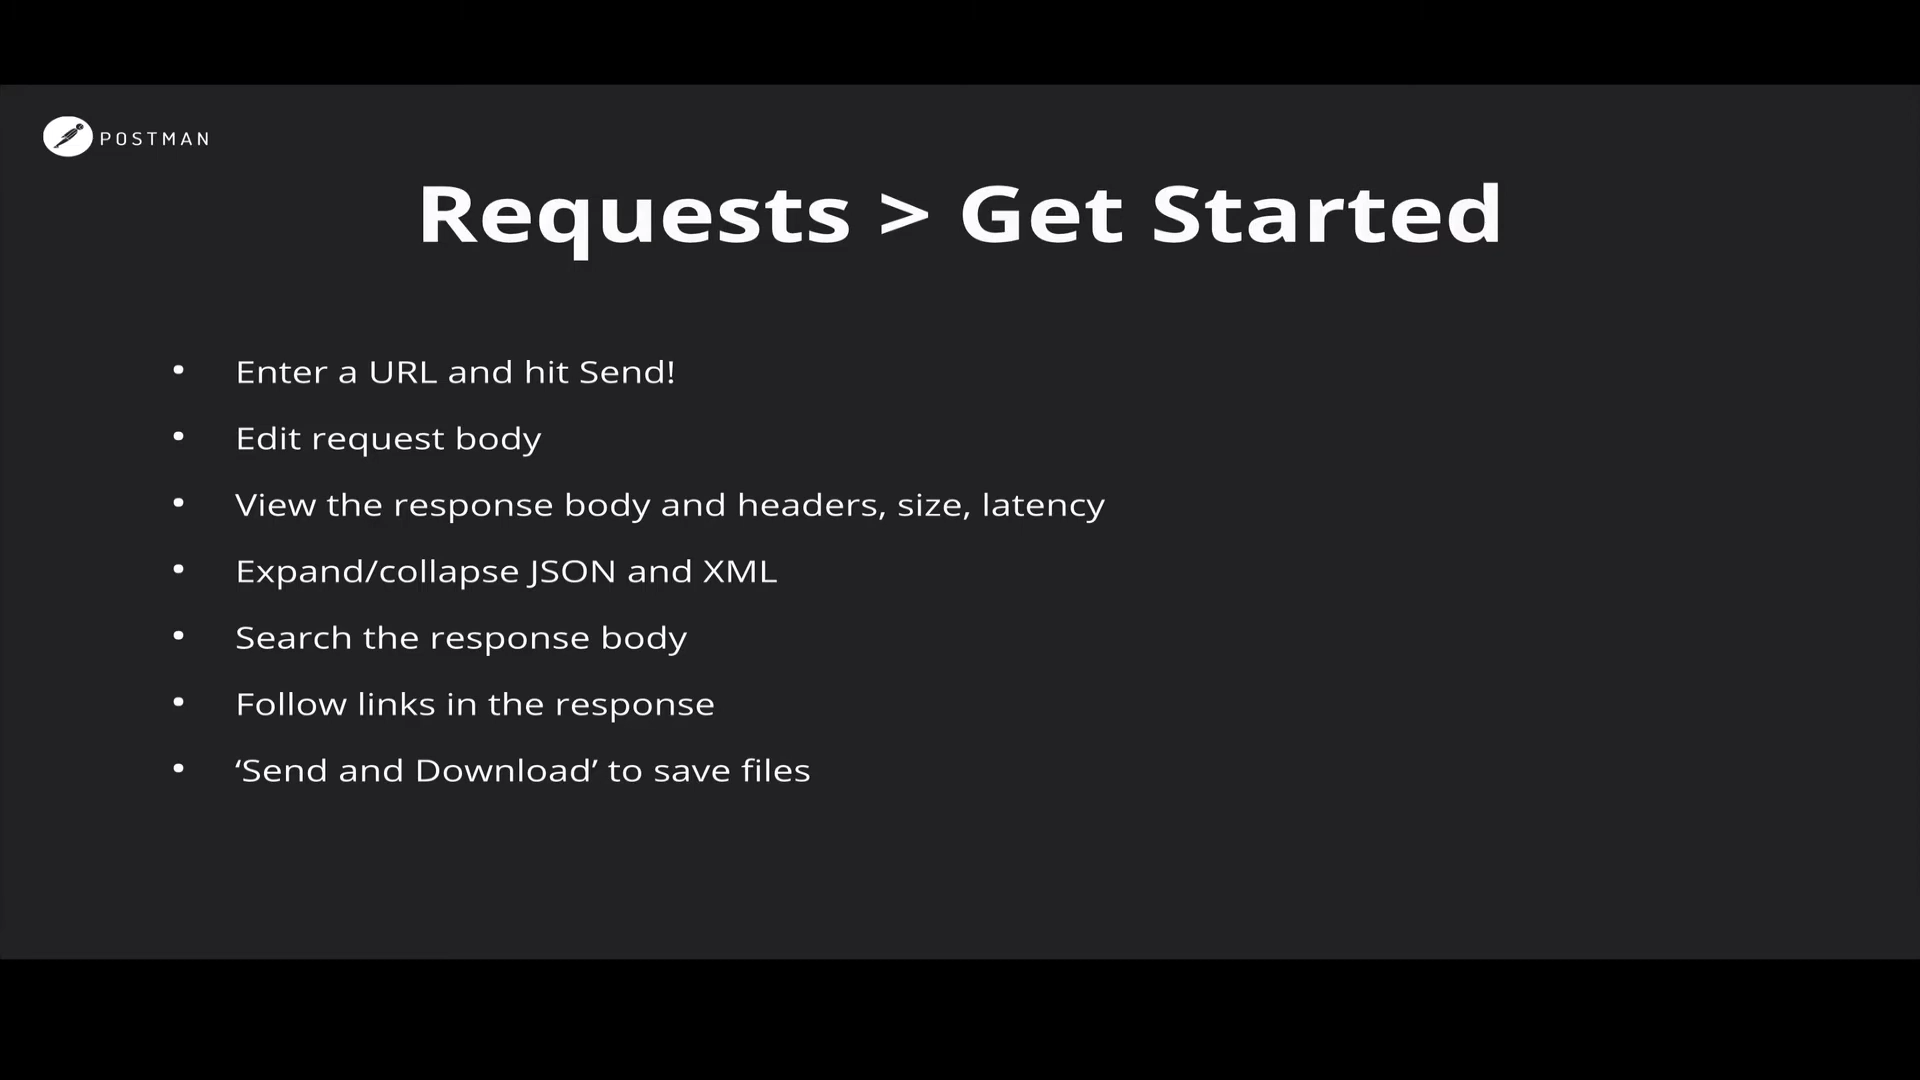 POSTMAN
Requests > Get Started
• Enter a URL and hit Send!
• Edit request body
• View the response body and headers, size, latency
• Expand/collapse JSON and XML
• Search the response body
• Follow links in the response
• ‘Send and Download’ to save files